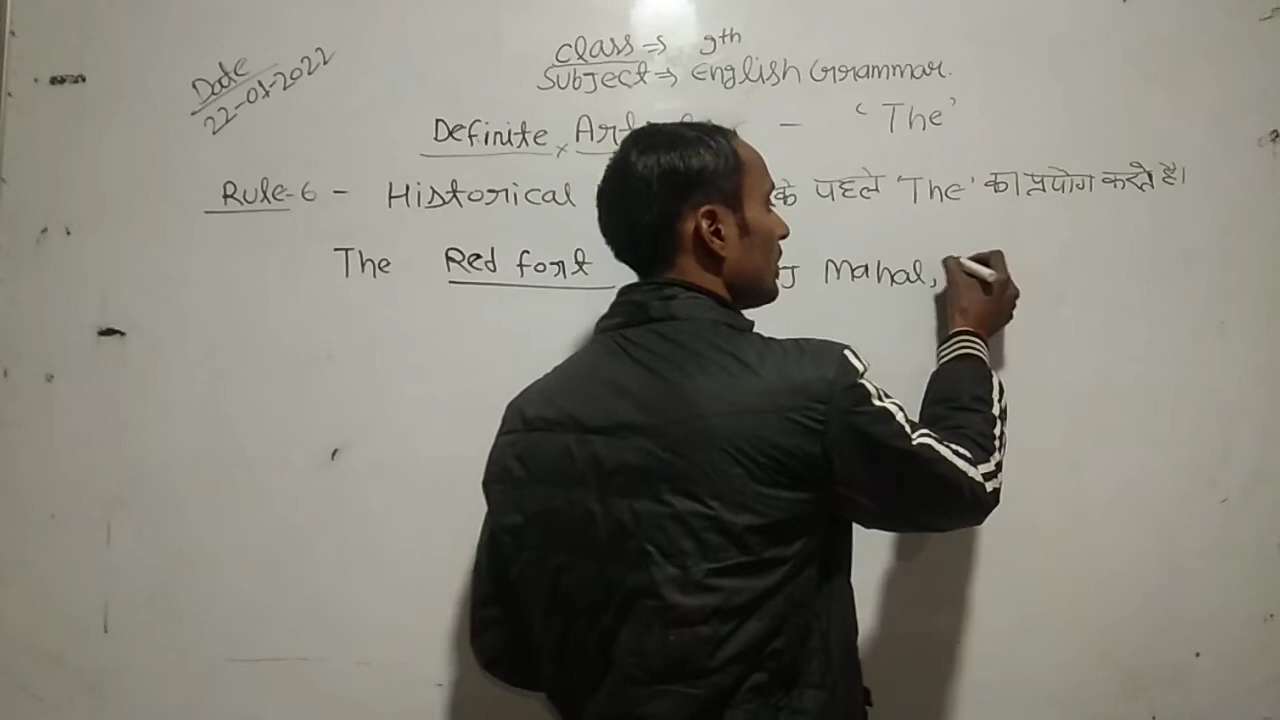 Date
22-01-2022
Class ⇒ 9th
Subject ⇒ English Grammar.
Definite - 'The'
Rule-6 - Historical के पहले 'The' का प्रयोग करते है।
The Red fort Mahal,